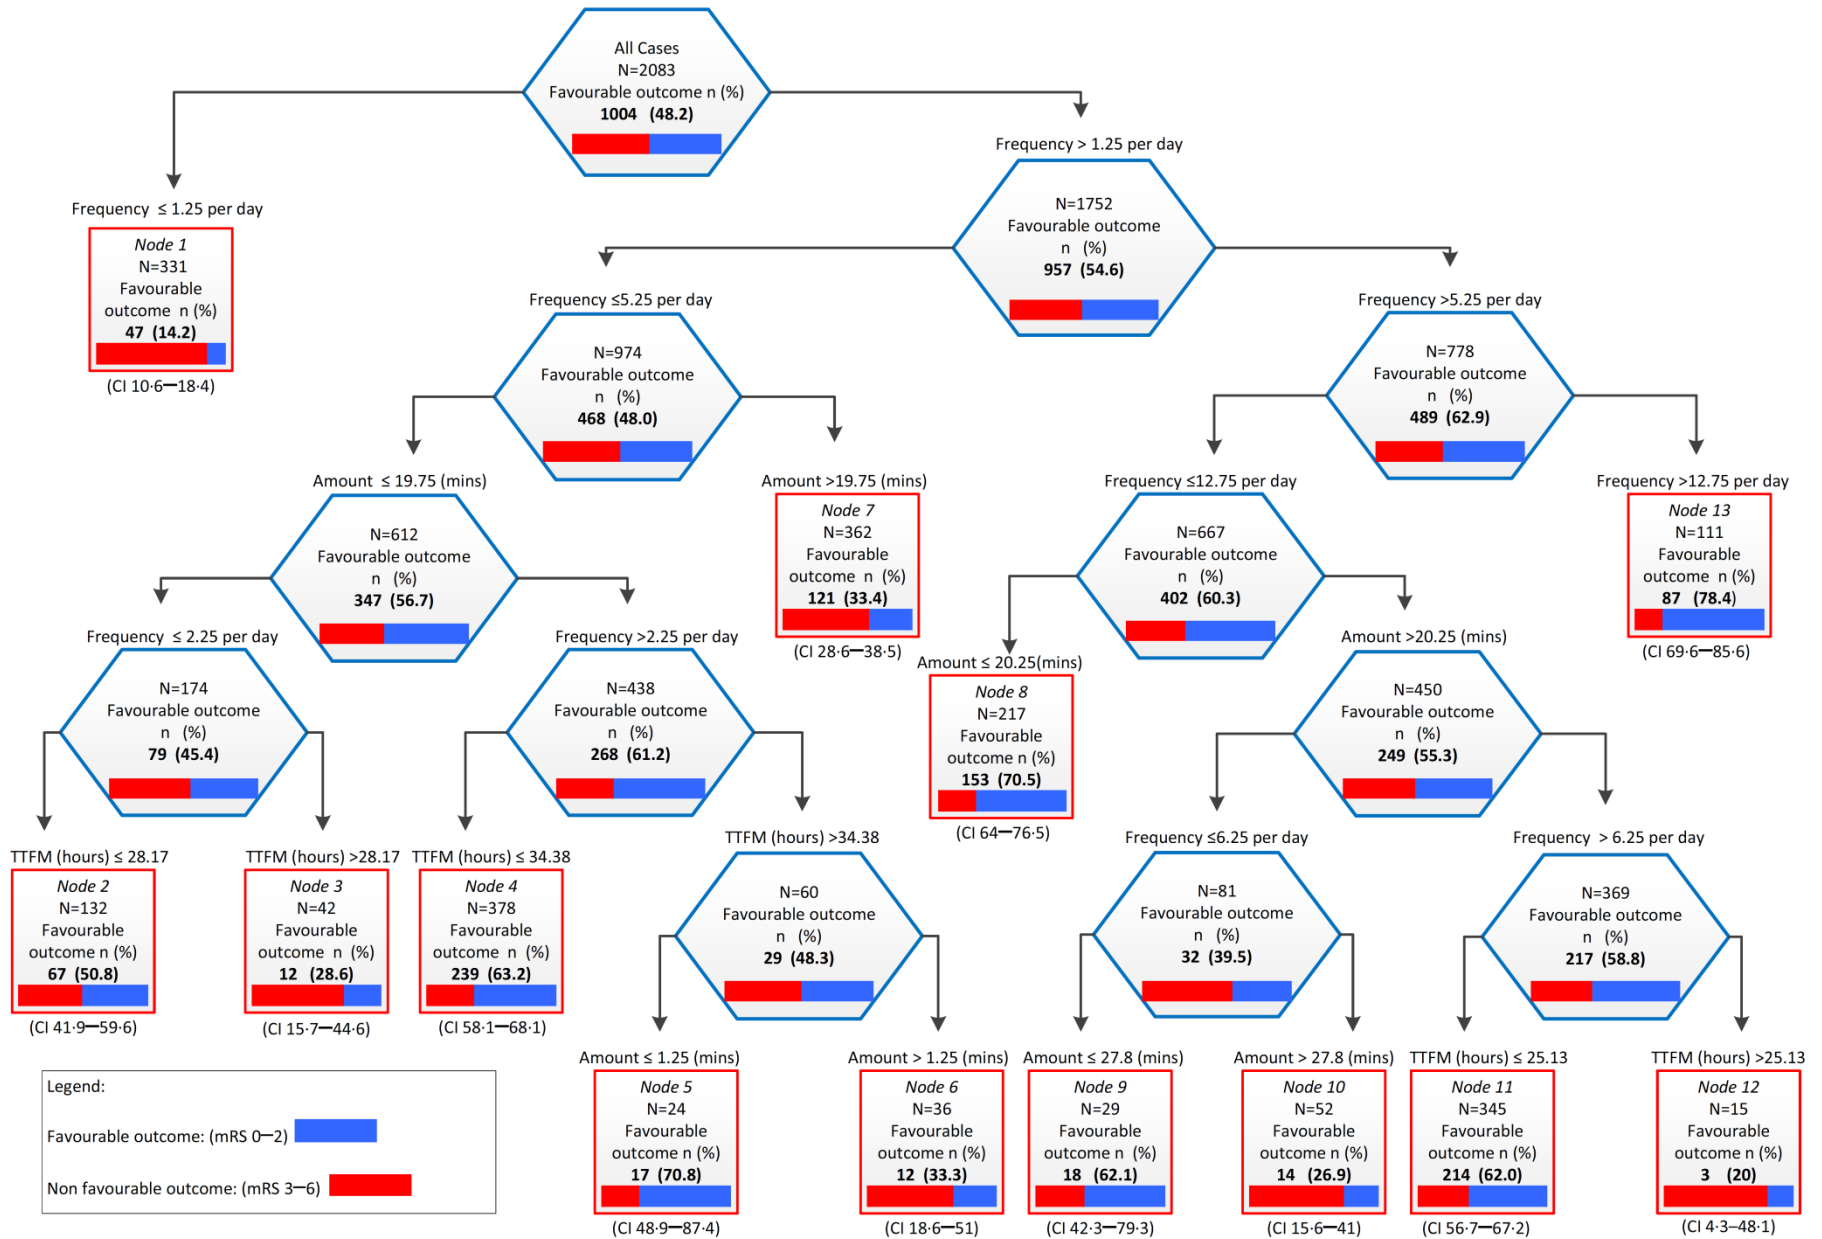 All Cases
N=2083
Favourable outcome n (%)
1004 (48.2)
Frequency > 1.25 per day
N=1752
Favourable outcome
n (%)
957 (54.6)
Frequency ≤ 1.25 per day
Node 1
N=331
Favourable
outcome n (%)
47 (14.2)
(CI 10·6—18·4)
Frequency ≤5.25 per day
N=974
Favourable outcome
n (%)
468 (48.0)
Frequency >5.25 per day
N=778
Favourable outcome
n (%)
489 (62.9)
Amount ≤ 19.75 (mins)
N=612
Favourable outcome
n (%)
347 (56.7)
Amount >19.75 (mins)
Node 7
N=362
Favourable
outcome n (%)
121 (33.4)
(CI 28·6—38·5)
Frequency ≤12.75 per day
N=667
Favourable outcome
n (%)
402 (60.3)
Frequency >12.75 per day
Node 13
N=111
Favourable
outcome n (%)
87 (78.4)
(CI 69·6—85·6)
Frequency ≤ 2.25 per day
N=174
Favourable outcome
n (%)
79 (45.4)
Frequency >2.25 per day
N=438
Favourable outcome
n (%)
268 (61.2)
Amount ≤ 20.25(mins)
Node 8
N=217
Favourable
outcome n (%)
153 (70.5)
(CI 64—76·5)
Amount >20.25 (mins)
N=450
Favourable outcome
n (%)
249 (55.3)
TTFM (hours) ≤ 28.17
Node 2
N=132
Favourable
outcome n (%)
67 (50.8)
(CI 41·9—59·6)
TTFM (hours) >28.17
Node 3
N=42
Favourable
outcome n (%)
12 (28.6)
(CI 15·7—44·6)
TTFM (hours) ≤ 34.38
Node 4
N=378
Favourable
outcome n (%)
239 (63.2)
(CI 58·1—68·1)
TTFM (hours) >34.38
N=60
Favourable outcome
n (%)
29 (48.3)
Frequency ≤6.25 per day
N=81
Favourable outcome
n (%)
32 (39.5)
Frequency > 6.25 per day
N=369
Favourable outcome
n (%)
217 (58.8)
Amount ≤ 1.25 (mins)
Node 5
N=24
Favourable
outcome n (%)
17 (70.8)
(CI 48·9—87·4)
Amount > 1.25 (mins)
Node 6
N=36
Favourable
outcome n (%)
12 (33.3)
(CI 18·6—51)
Amount ≤ 27.8 (mins)
Node 9
N=29
Favourable
outcome n (%)
18 (62.1)
(CI 42·3—79·3)
Amount > 27.8 (mins)
Node 10
N=52
Favourable
outcome n (%)
14 (26.9)
(CI 15·6—41)
TTFM (hours) ≤ 25.13
Node 11
N=345
Favourable
outcome n (%)
214 (62.0)
(CI 56·7—67·2)
TTFM (hours) >25.13
Node 12
N=15
Favourable
outcome n (%)
3 (20)
(CI 4·3–48·1)
Legend:
Favourable outcome: (mRS 0—2)
Non favourable outcome: (mRS 3—6)